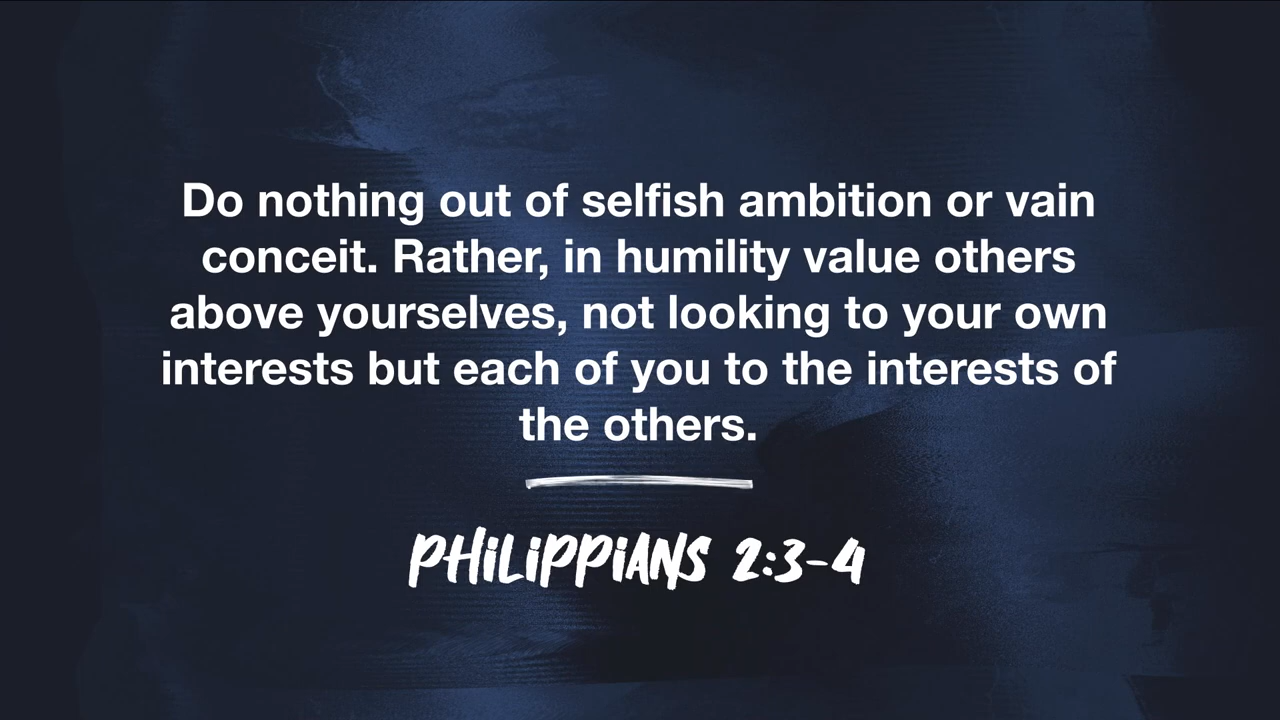 Do nothing out of selfish ambition or vain
conceit. Rather, in humility value others
above yourselves, not looking to your own
interests but each of you to the interests of
the others.
PHiLiPPiANS 2:3-4